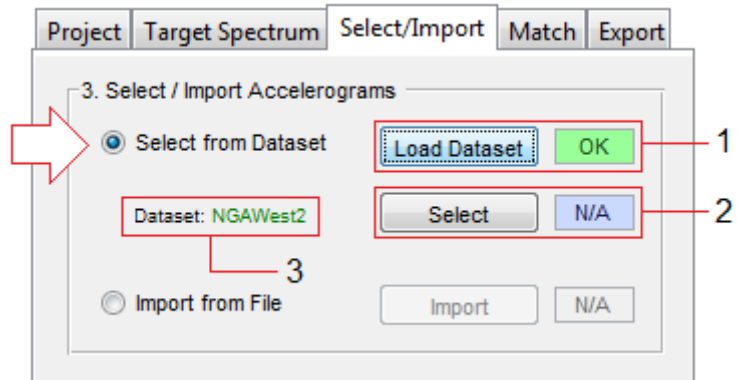 Project Target Spectrum Select/Import Match Export
3. Select / Import Accelerograms
Select from Dataset Load Dataset OK 1
Select N/A 2
Dataset: NGAWest2
3
Import from File Import N/A